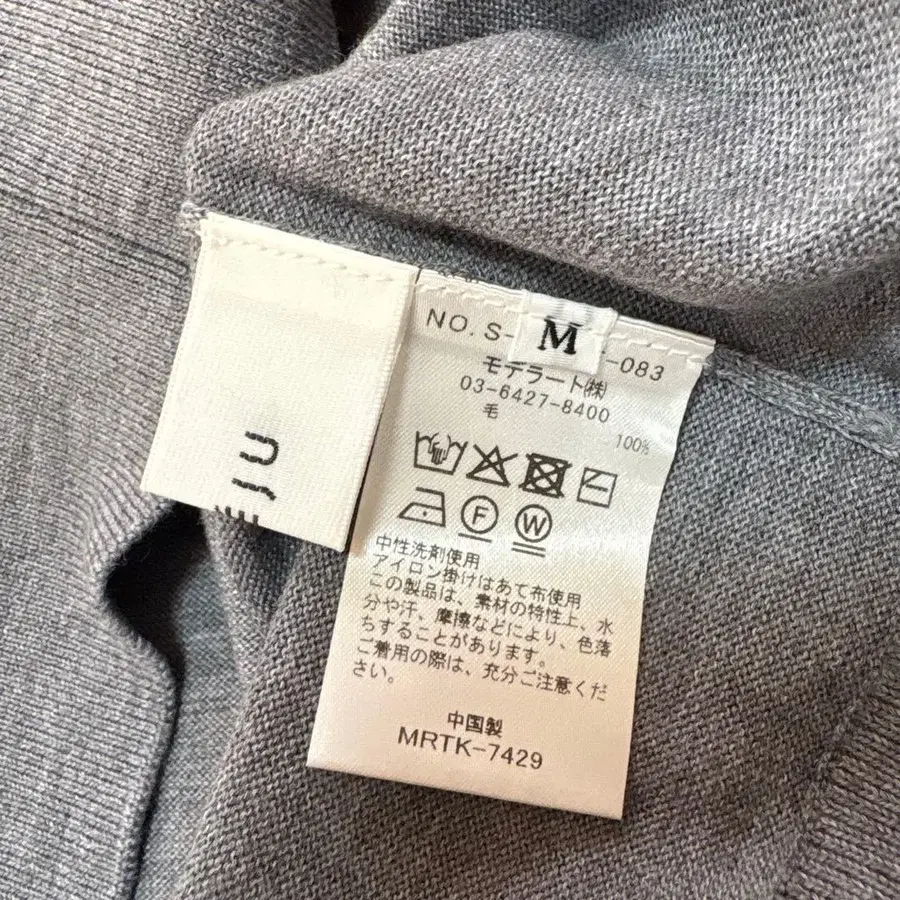 NO. S-
M
-083
モデラート㈱
03-6427-8400
毛 100%
F W
中性洗剤使用
アイロン掛けはあて布使用
この製品は、素材の特性上、水
分や汗、摩擦などにより、色落
ちすることがあります。
ご着用の際は、充分ご注意くだ
さい。
中国製
MRTK-7429